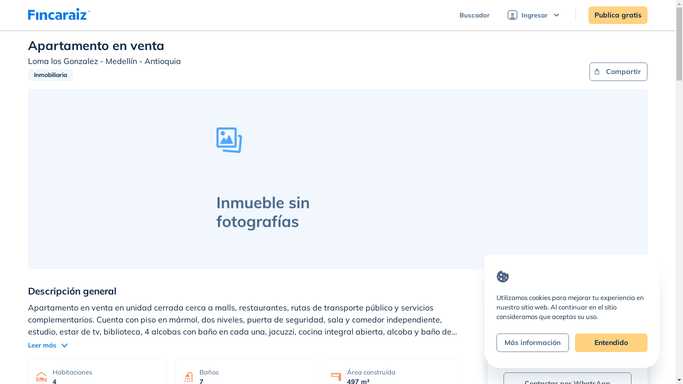 Fincaraiz
Buscador
Ingresar
Publica gratis
Apartamento en venta
Loma los Gonzalez - Medellín - Antioquia
Inmobiliaria
Compartir
Inmueble sin
fotografías
Descripción general
Apartamento en venta en unidad cerrada cerca a malls, restaurantes, rutas de transporte público y servicios
complementarios. Cuenta con piso en mármol, dos niveles, puerta de seguridad, sala y comedor independiente,
estudio, estar de tv, biblioteca, 4 alcobas con baño en cada una, jacuzzi, cocina integral abierta, alcoba y baño de...
Leer más
Habitaciones
4
Baños
7
Área construida
497 m²
Utilizamos cookies para mejorar tu experiencia en
nuestro sitio web. Al continuar en el sitio
consideramos que aceptas su uso.
Más información
Entendido
Contactar por WhatsApp